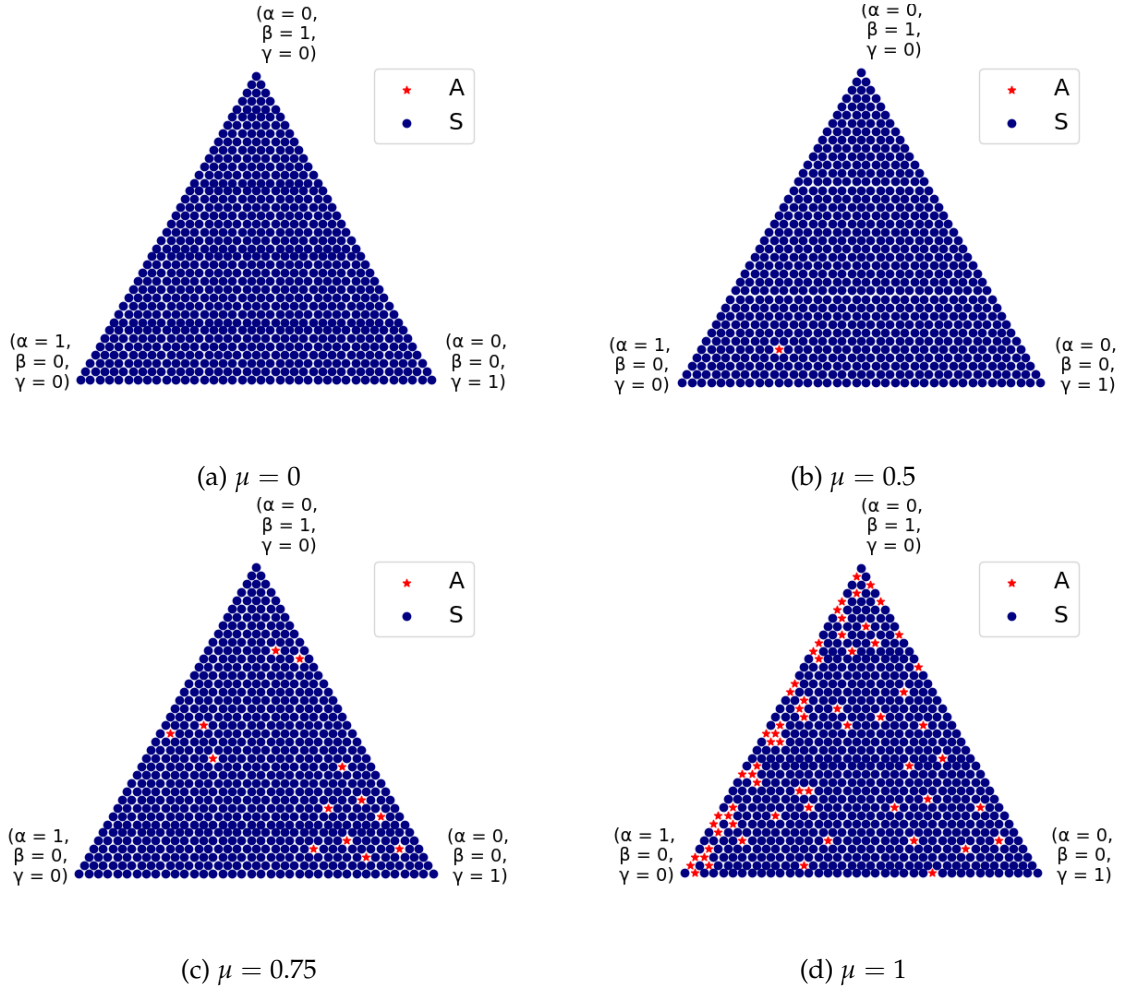 (α = 0,
β = 1,
γ = 0)
A
S
(α = 1,
β = 0,
γ = 0)
(α = 0,
β = 0,
γ = 1)
(a) μ = 0
(α = 0,
β = 1,
γ = 0)
A
S
(α = 1,
β = 0,
γ = 0)
(α = 0,
β = 0,
γ = 1)
(b) μ = 0.5
(α = 0,
β = 1,
γ = 0)
A
S
(α = 1,
β = 0,
γ = 0)
(α = 0,
β = 0,
γ = 1)
(c) μ = 0.75
(α = 0,
β = 1,
γ = 0)
A
S
(α = 1,
β = 0,
γ = 0)
(α = 0,
β = 0,
γ = 1)
(d) μ = 1